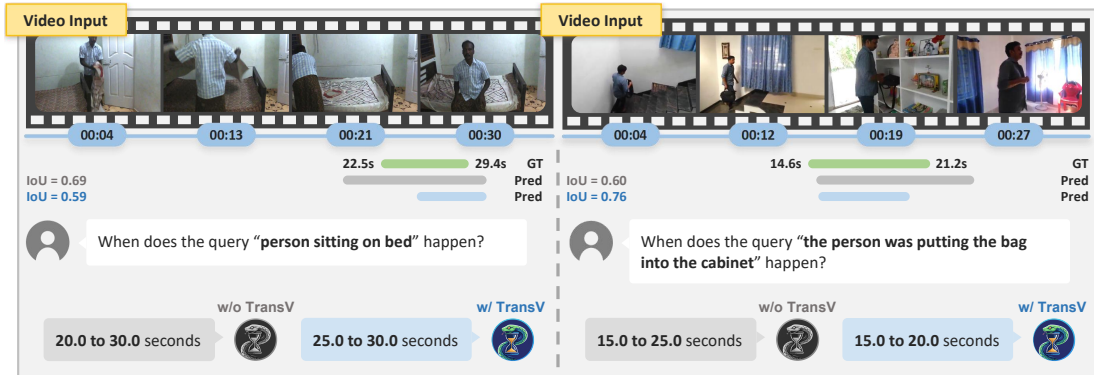 Video Input
00:04
00:13
00:21
00:30
22.5s
29.4s
GT
IoU = 0.69
Pred
IoU = 0.59
Pred
When does the query “person sitting on bed” happen?
w/o TransV
w/ TransV
20.0 to 30.0 seconds
25.0 to 30.0 seconds
Video Input
00:04
00:12
00:19
00:27
14.6s
21.2s
GT
IoU = 0.60
Pred
IoU = 0.76
Pred
When does the query “the person was putting the bag
into the cabinet” happen?
w/o TransV
w/ TransV
15.0 to 25.0 seconds
15.0 to 20.0 seconds